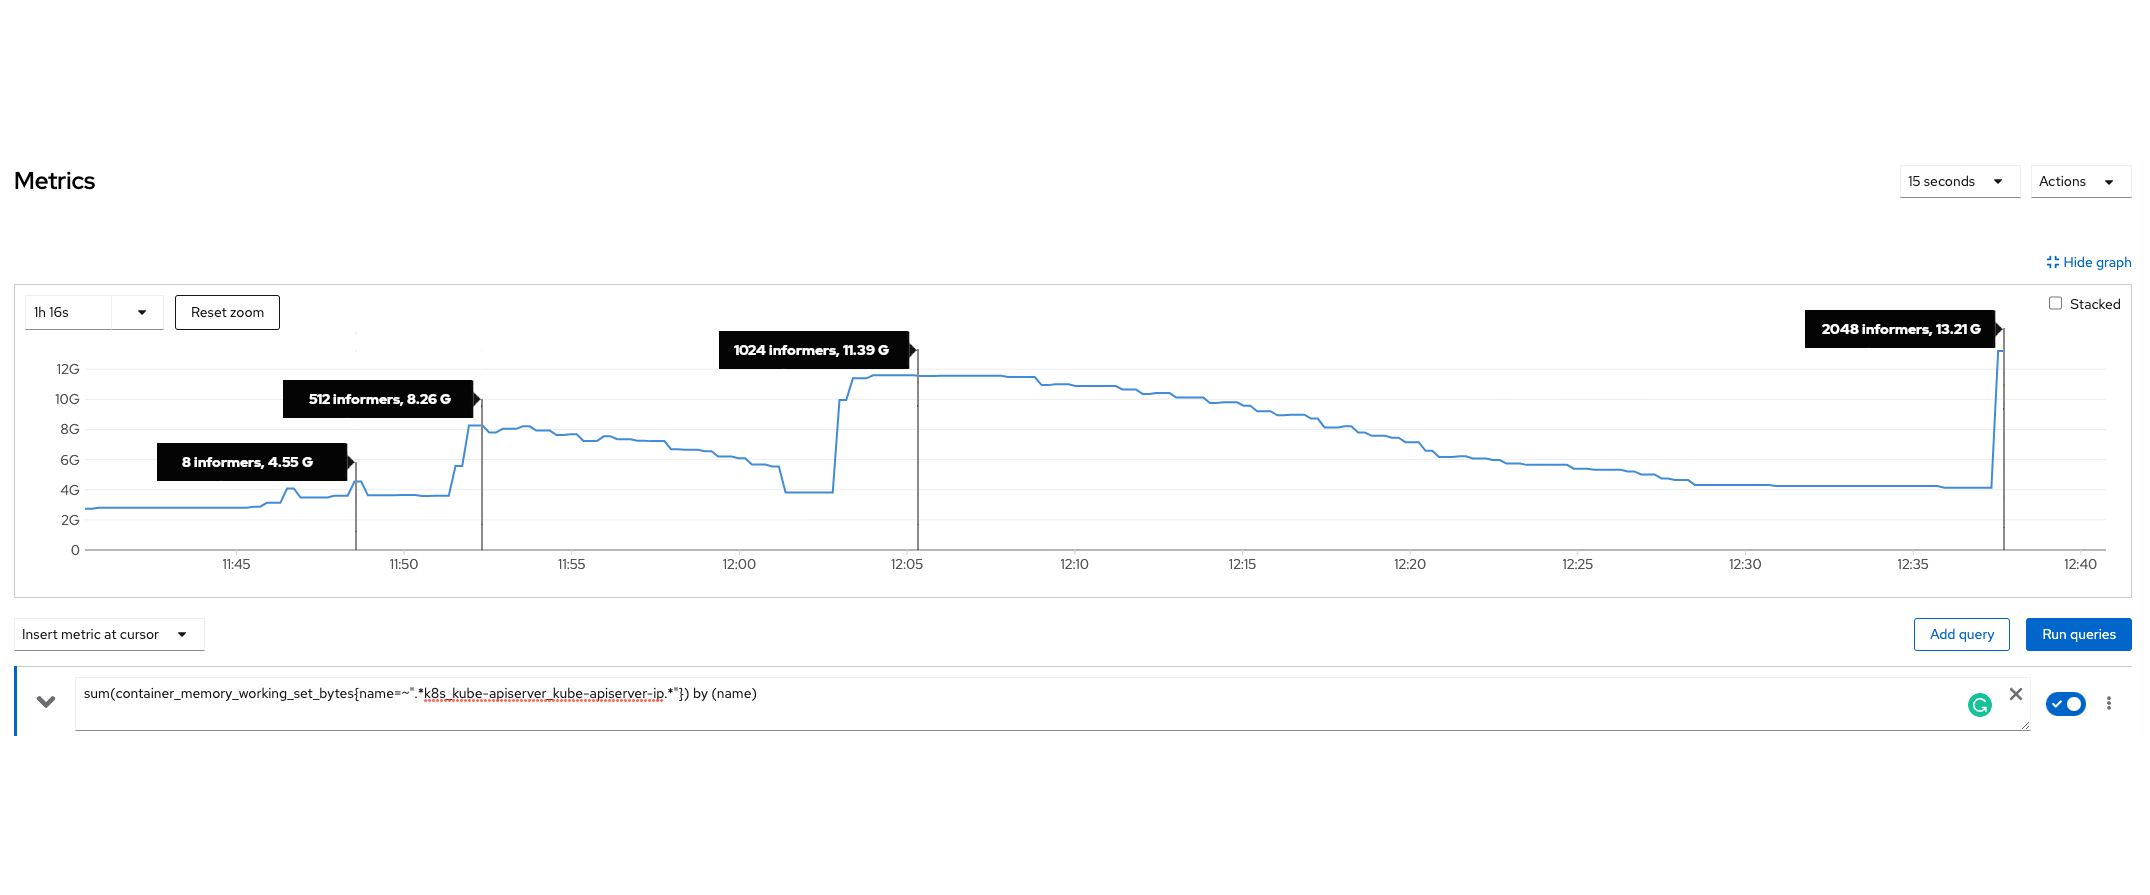 Metrics
15 seconds
Actions
Hide graph
1h 16s
Reset zoom
Stacked
2048 informers, 13.21 G
1024 informers, 11.39 G
512 informers, 8.26 G
8 informers, 4.55 G
12G
10G
8G
6G
4G
2G
0
11:45 11:50 11:55 12:00 12:05 12:10 12:15 12:20 12:25 12:30 12:35 12:40
Insert metric at cursor
Add query
Run queries
sum(container_memory_working_set_bytes{name=~".*k8s_kube-apiserver_kube-apiserver-ip.*"}) by (name)